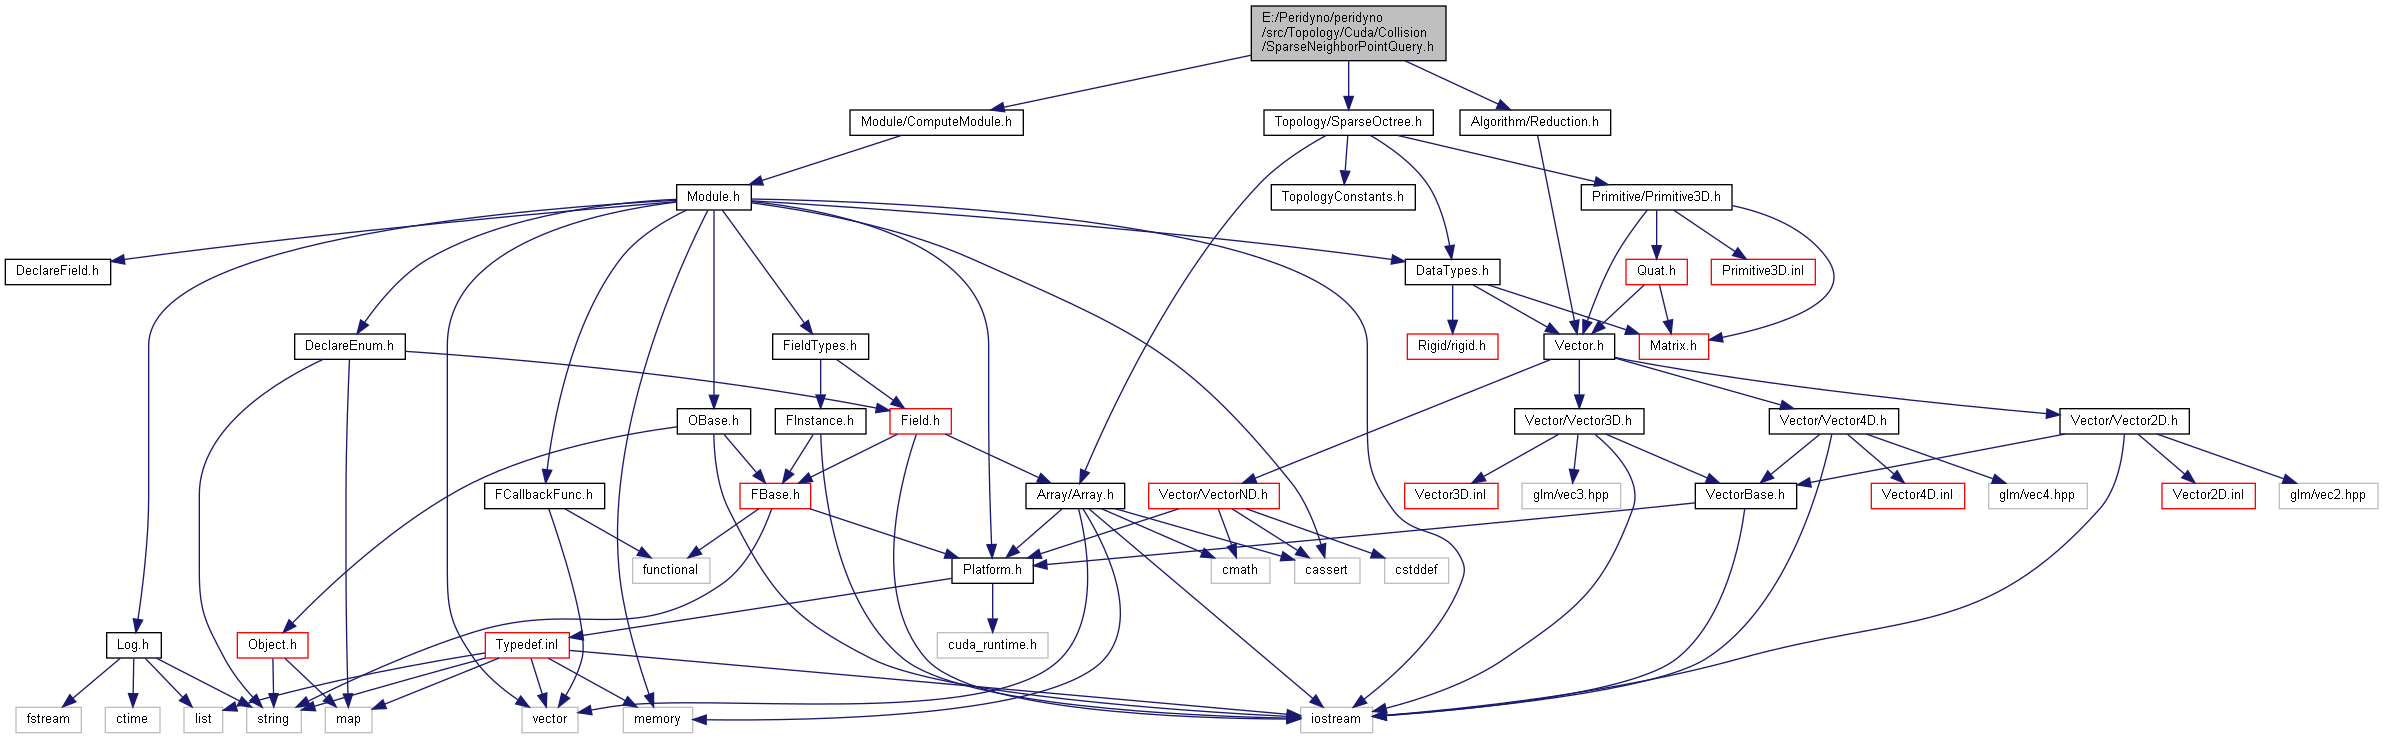 E:/Peridyno/peridyno
/src/Topology/Cuda/Collision
/SparseNeighborPointQuery.h
Module/ComputeModule.h
Topology/SparseOctree.h
Algorithm/Reduction.h
Module.h
TopologyConstants.h
Primitive/Primitive3D.h
DeclareField.h
DataTypes.h
Quat.h
Primitive3D.inl
DeclareEnum.h
FieldTypes.h
Rigid/rigid.h
Vector.h
Matrix.h
OBase.h
FInstance.h
Field.h
Vector/Vector3D.h
Vector/Vector4D.h
Vector/Vector2D.h
FCallbackFunc.h
FBase.h
Array/Array.h
Vector/VectorND.h
Vector3D.inl
glm/vec3.hpp
VectorBase.h
Vector4D.inl
glm/vec4.hpp
Vector2D.inl
glm/vec2.hpp
functional
Platform.h
cmath
cassert
cstddef
Log.h
Object.h
Typedef.inl
cuda_runtime.h
fstream
ctime
list
string
map
vector
memory
iostream